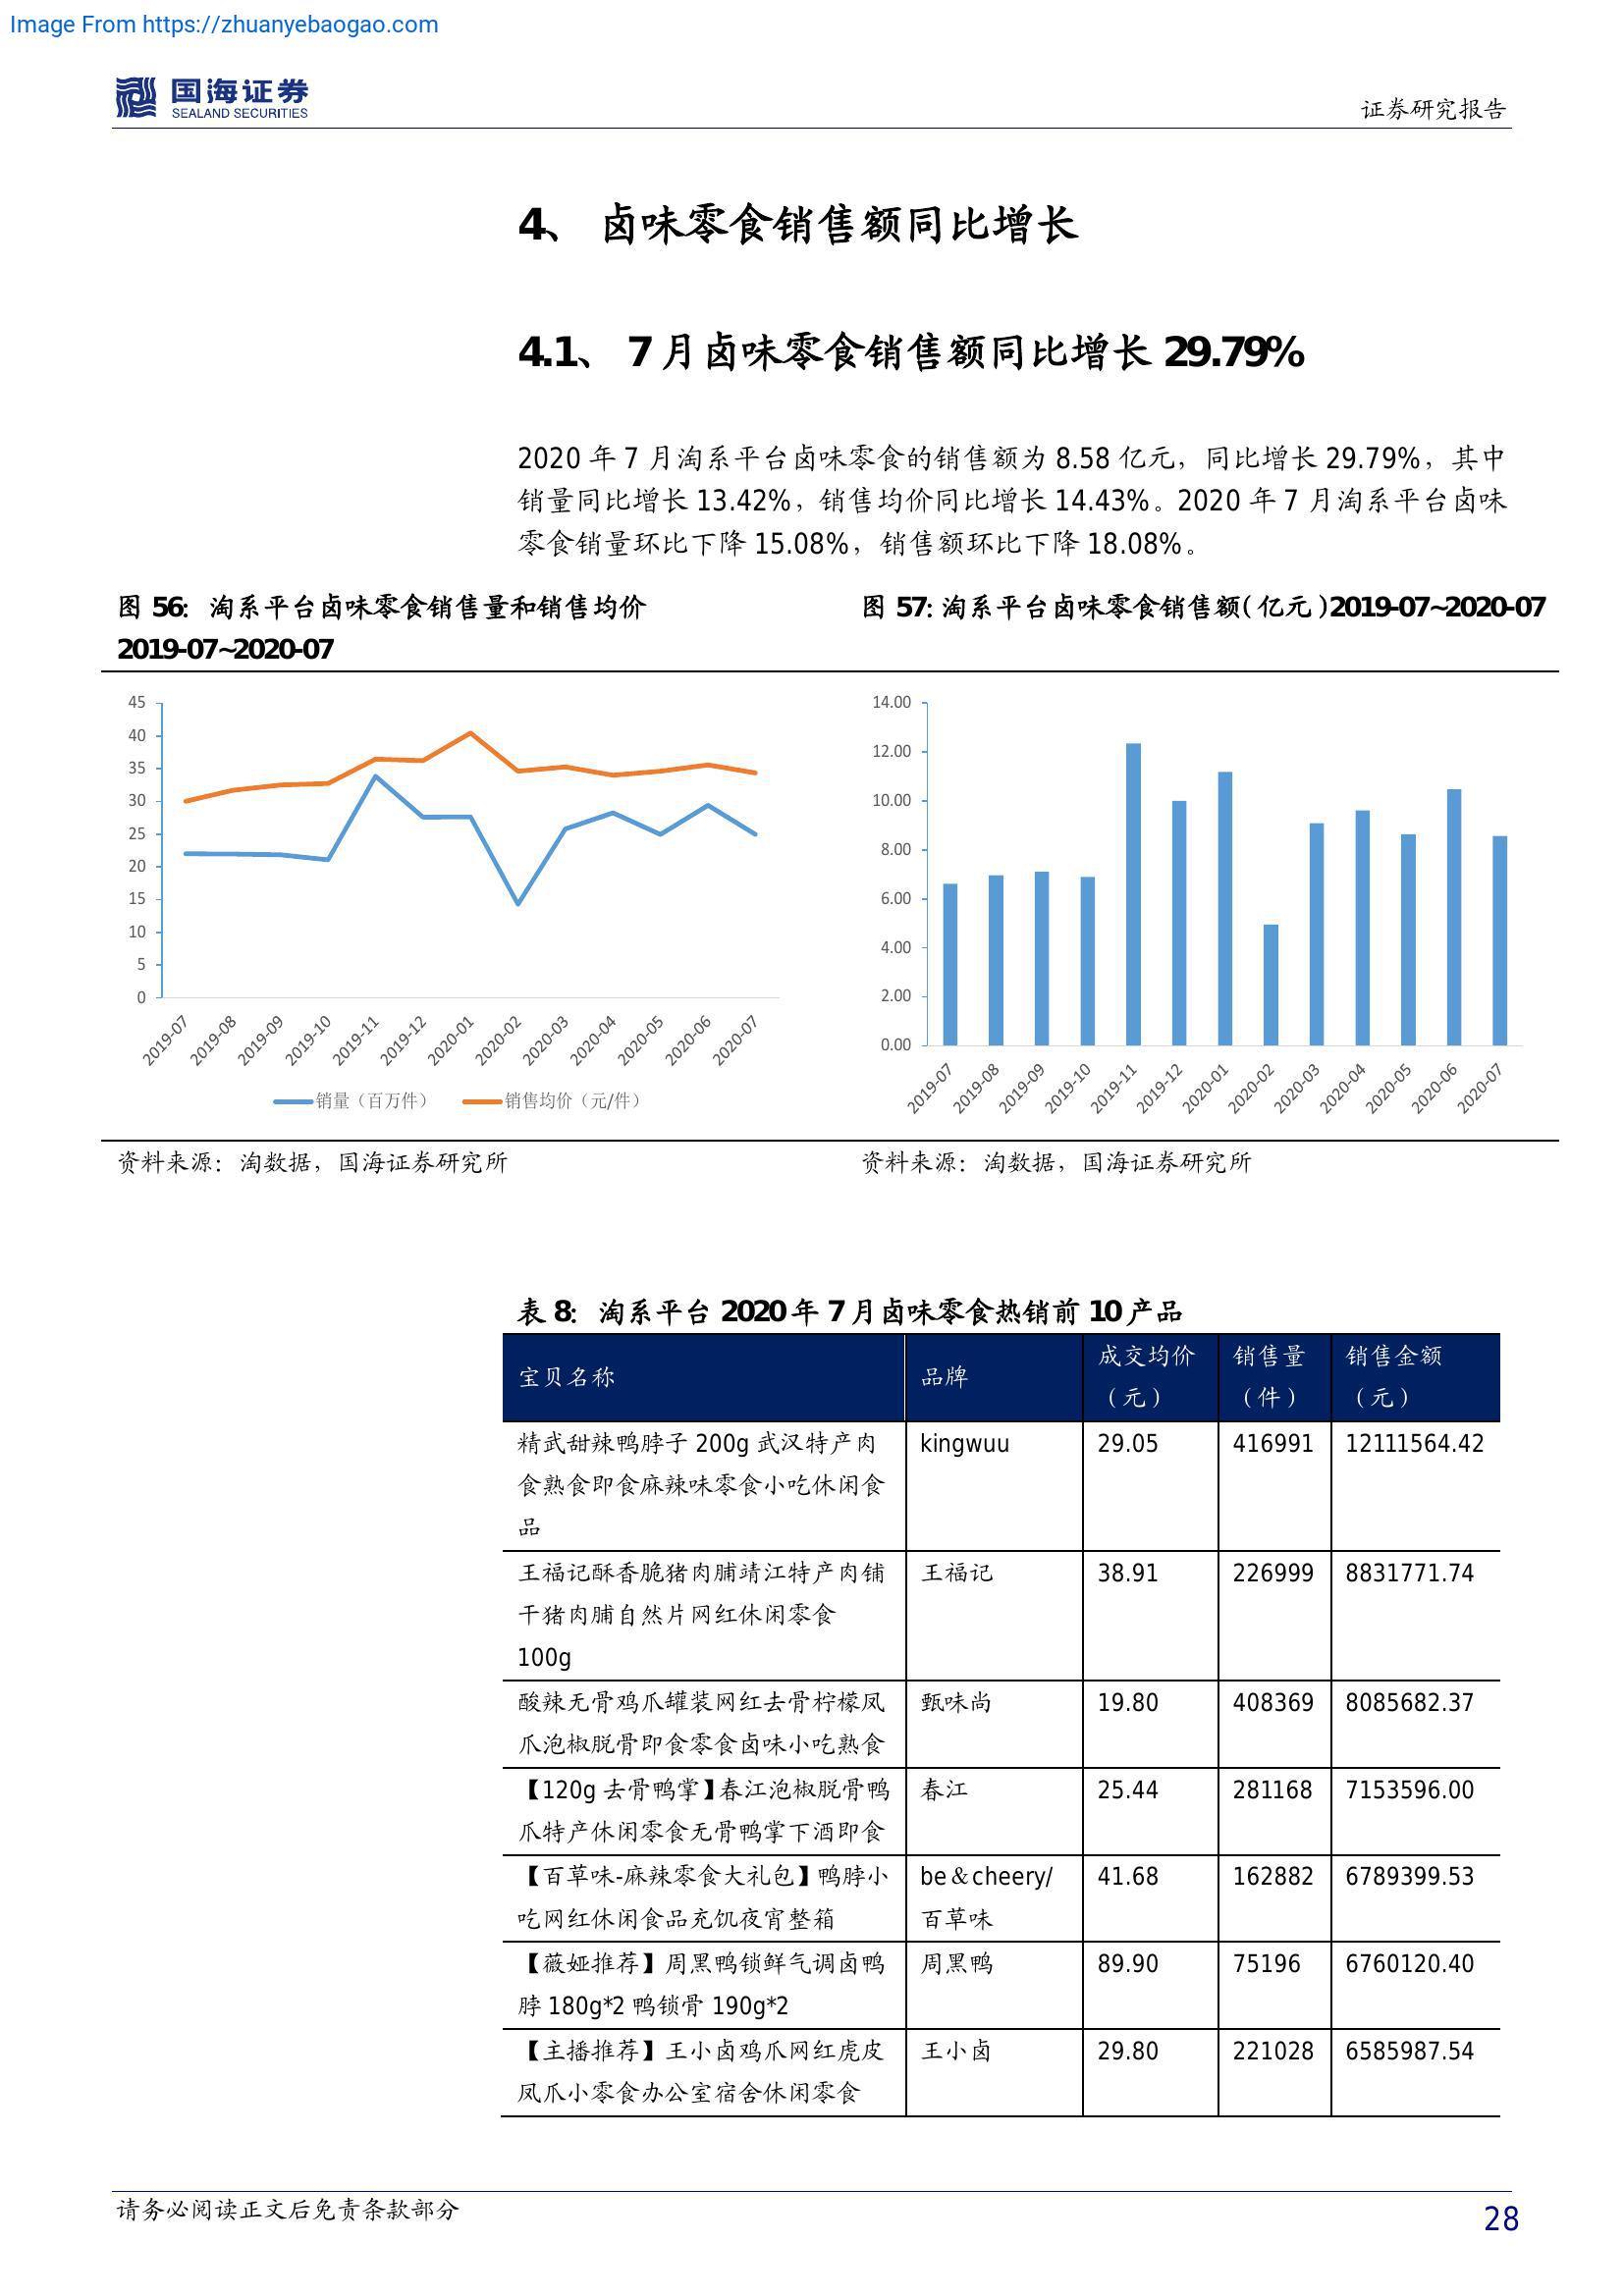 Image From https://zhuanyebaogao.com
国海证券
SEALAND SECURITIES
证券研究报告
4、 卤味零食销售额同比增长
4.1、 7 月卤味零食销售额同比增长 29.79%
2020 年 7 月淘系平台卤味零食的销售额为 8.58 亿元，同比增长 29.79%，其中
销量同比增长 13.42%，销售均价同比增长 14.43%。2020 年 7 月淘系平台卤味
零食销量环比下降 15.08%，销售额环比下降 18.08%。
图 56：淘系平台卤味零食销售量和销售均价
2019-07~2020-07
图 57：淘系平台卤味零食销售额（亿元）2019-07~2020-07
45
40
35
30
25
20
15
10
5
0
2019-07
2019-08
2019-09
2019-10
2019-11
2019-12
2020-01
2020-02
2020-03
2020-04
2020-05
2020-06
2020-07
销量（百万件）
销售均价（元/件）
14.00
12.00
10.00
8.00
6.00
4.00
2.00
0.00
2019-07
2019-08
2019-09
2019-10
2019-11
2019-12
2020-01
2020-02
2020-03
2020-04
2020-05
2020-06
2020-07
资料来源：淘数据，国海证券研究所
资料来源：淘数据，国海证券研究所
表 8：淘系平台 2020 年 7 月卤味零食热销前 10 产品
宝贝名称 品牌 成交均价 销售量 销售金额
（元） （件） （元）
精武甜辣鸭脖子 200g 武汉特产肉 kingwuu 29.05 416991 12111564.42
食熟食即食麻辣味零食小吃休闲食
品
王福记酥香脆猪肉脯靖江特产肉铺 王福记 38.91 226999 8831771.74
干猪肉脯自然片网红休闲零食
100g
酸辣无骨鸡爪罐装网红去骨柠檬凤 甄味尚 19.80 408369 8085682.37
爪泡椒脱骨即食零食卤味小吃熟食
【120g 去骨鸭掌】春江泡椒脱骨鸭 春江 25.44 281168 7153596.00
爪特产休闲零食无骨鸭掌下酒即食
【百草味-麻辣零食大礼包】鸭脖小 be＆cheery/ 41.68 162882 6789399.53
吃网红休闲食品充饥夜宵整箱 百草味
【薇娅推荐】周黑鸭锁鲜气调卤鸭 周黑鸭 89.90 75196 6760120.40
脖 180g*2 鸭锁骨 190g*2
【主播推荐】王小卤鸡爪网红虎皮 王小卤 29.80 221028 6585987.54
凤爪小零食办公室宿舍休闲零食
请务必阅读正文后免责条款部分
28